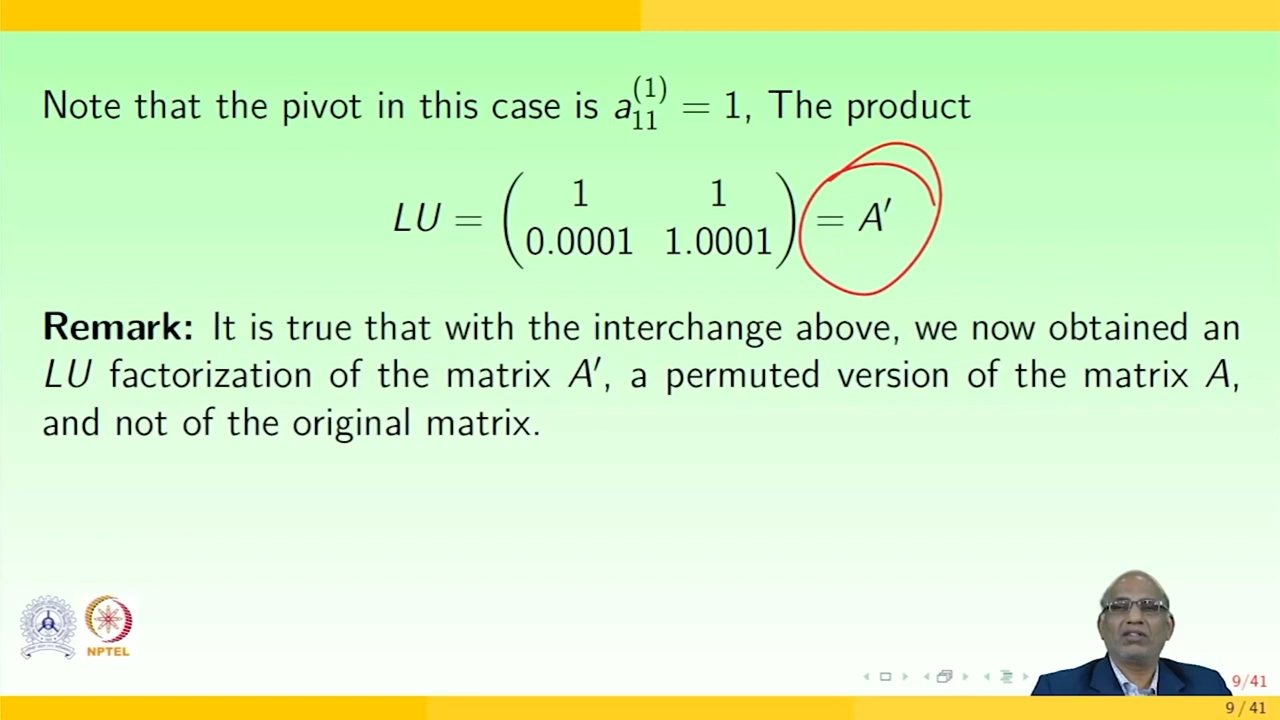 Note that the pivot in this case is a₁₁⁽¹⁾ = 1, The product
LU = ( 1 1
0.0001 1.0001 ) = A′
Remark: It is true that with the interchange above, we now obtained an
LU factorization of the matrix A′, a permuted version of the matrix A,
and not of the original matrix.
NPTEL
9/41
9 / 41